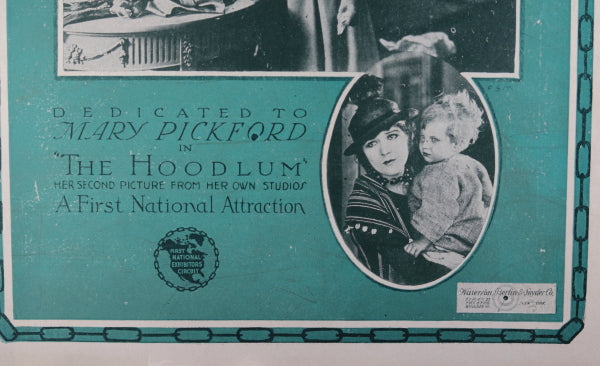 DEDICATED TO
MARY PICKFORD
IN
"THE HOODLUM"
HER SECOND PICTURE FROM HER OWN STUDIOS
A First National Attraction
FIRST
NATIONAL
EXHIBITORS
CIRCUIT
Waterson, Berlin & Snyder Co.
NEW YORK